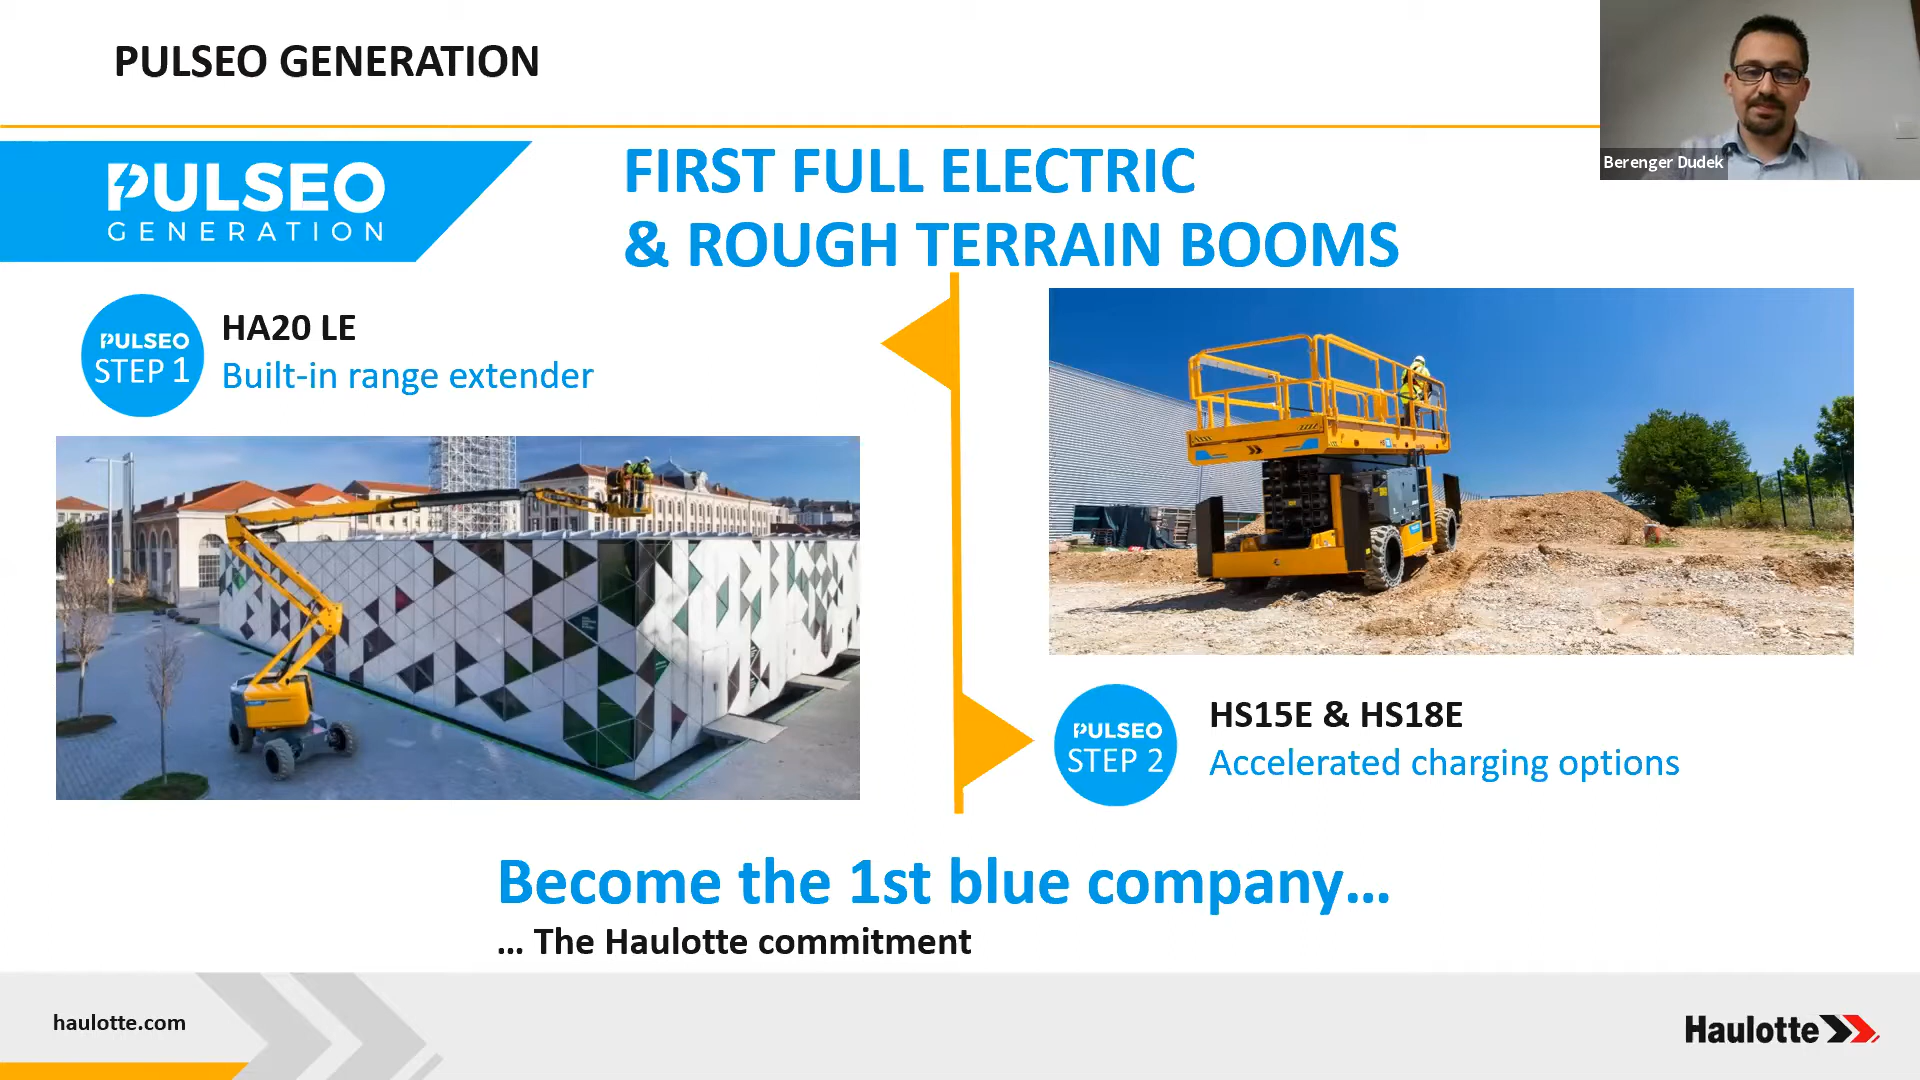 PULSEO GENERATION
Berenger Dudek
PULSEO
GENERATION
FIRST FULL ELECTRIC
& ROUGH TERRAIN BOOMS
PULSEO
STEP 1
HA20 LE
Built-in range extender
PULSEO
STEP 2
HS15E & HS18E
Accelerated charging options
Become the 1st blue company...
... The Haulotte commitment
haulotte.com
Haulotte